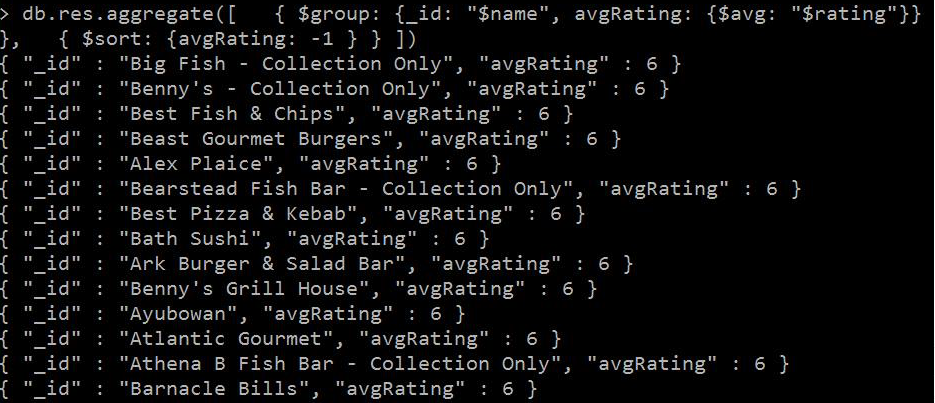 > db.res.aggregate([   { $group: {_id: "$name", avgRating: {$avg: "$rating"}}
},   { $sort: {avgRating: -1 } } ])
{ "_id" : "Big Fish - Collection Only", "avgRating" : 6 }
{ "_id" : "Benny's - Collection Only", "avgRating" : 6 }
{ "_id" : "Best Fish & Chips", "avgRating" : 6 }
{ "_id" : "Beast Gourmet Burgers", "avgRating" : 6 }
{ "_id" : "Alex Plaice", "avgRating" : 6 }
{ "_id" : "Bearstead Fish Bar - Collection Only", "avgRating" : 6 }
{ "_id" : "Best Pizza & Kebab", "avgRating" : 6 }
{ "_id" : "Bath Sushi", "avgRating" : 6 }
{ "_id" : "Ark Burger & Salad Bar", "avgRating" : 6 }
{ "_id" : "Benny's Grill House", "avgRating" : 6 }
{ "_id" : "Ayubowan", "avgRating" : 6 }
{ "_id" : "Atlantic Gourmet", "avgRating" : 6 }
{ "_id" : "Athena B Fish Bar - Collection Only", "avgRating" : 6 }
{ "_id" : "Barnacle Bills", "avgRating" : 6 }